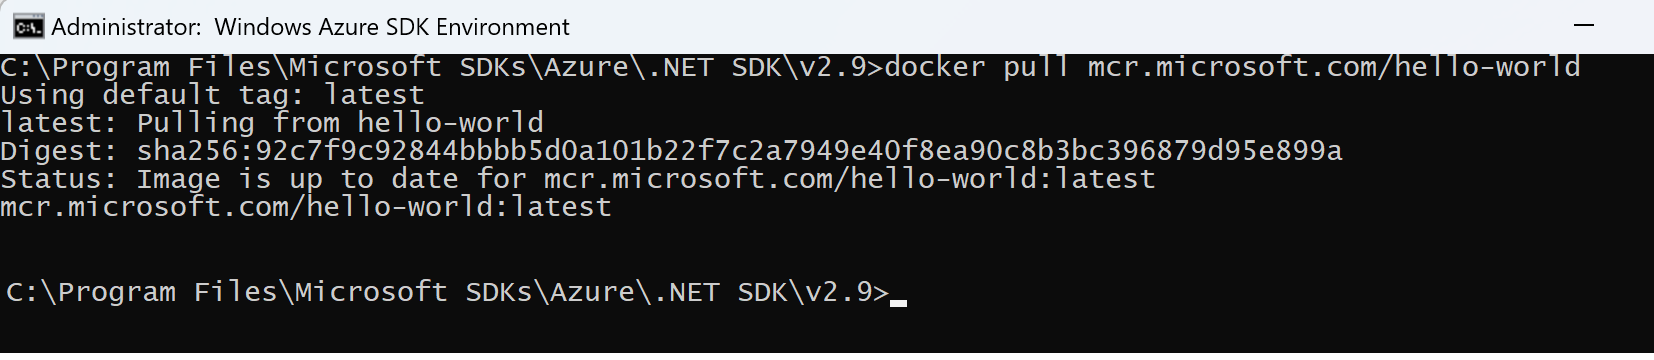 Administrator:  Windows Azure SDK Environment
C:\Program Files\Microsoft SDKs\Azure\.NET SDK\v2.9>docker pull mcr.microsoft.com/hello-world
Using default tag: latest
latest: Pulling from hello-world
Digest: sha256:92c7f9c92844bbbb5d0a101b22f7c2a7949e40f8ea90c8b3bc396879d95e899a
Status: Image is up to date for mcr.microsoft.com/hello-world:latest
mcr.microsoft.com/hello-world:latest
C:\Program Files\Microsoft SDKs\Azure\.NET SDK\v2.9>